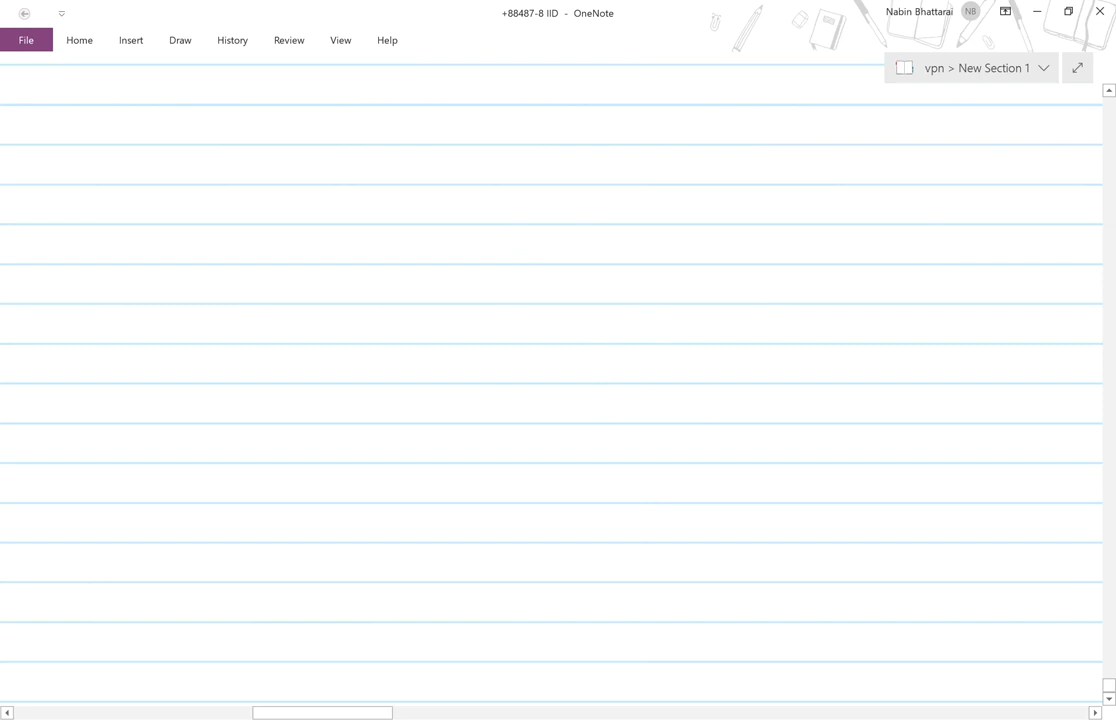 +88487-8 IID - OneNote
Nabin Bhattarai NB
File Home Insert Draw History Review View Help
vpn > New Section 1